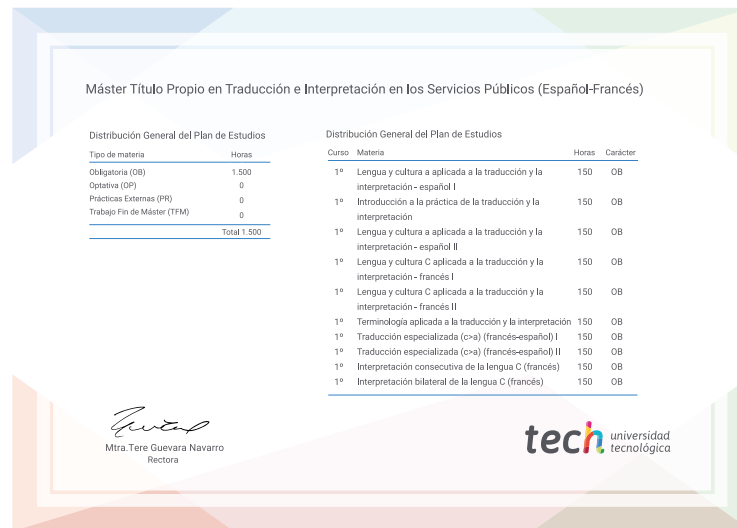 Máster Título Propio en Traducción e Interpretación en los Servicios Públicos (Español-Francés)
Distribución General del Plan de Estudios
Tipo de materia Horas
Obligatoria (OB) 1.500
Optativa (OP) 0
Prácticas Externas (PR) 0
Trabajo Fin de Máster (TFM) 0
Total 1.500
Distribución General del Plan de Estudios
Curso Materia Horas Carácter
1º Lengua y cultura a aplicada a la traducción y la 150 OB
interpretación - español I
1º Introducción a la práctica de la traducción y la 150 OB
interpretación
1º Lengua y cultura a aplicada a la traducción y la 150 OB
interpretación - español II
1º Lengua y cultura C aplicada a la traducción y la 150 OB
interpretación - francés I
1º Lengua y cultura C aplicada a la traducción y la 150 OB
interpretación - francés II
1º Terminología aplicada a la traducción y la interpretación 150 OB
1º Traducción especializada (c>a) (francés-español) I 150 OB
1º Traducción especializada (c>a) (francés-español) II 150 OB
1º Interpretación consecutiva de la lengua C (francés) 150 OB
1º Interpretación bilateral de la lengua C (francés) 150 OB
Mtra.Tere Guevara Navarro
Rectora
tech universidad
tecnológica